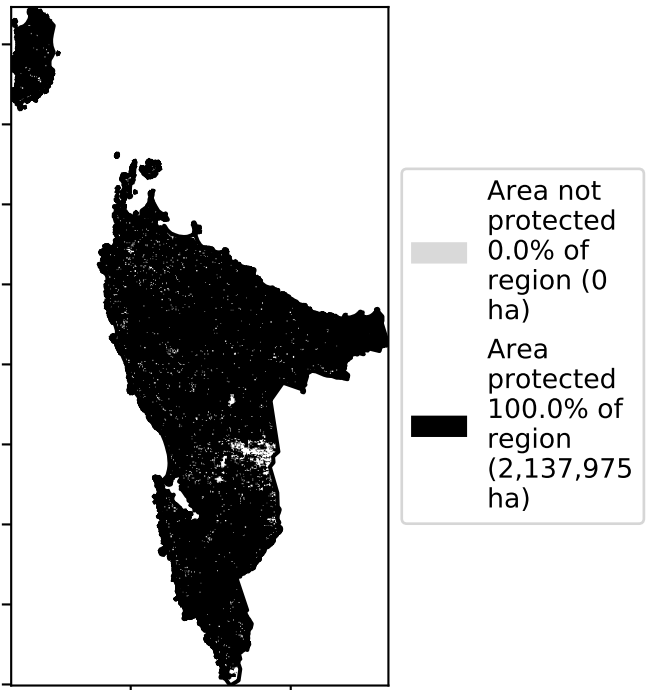 Area not
protected
0.0% of
region (0
ha)
Area
protected
100.0% of
region
(2,137,975
ha)